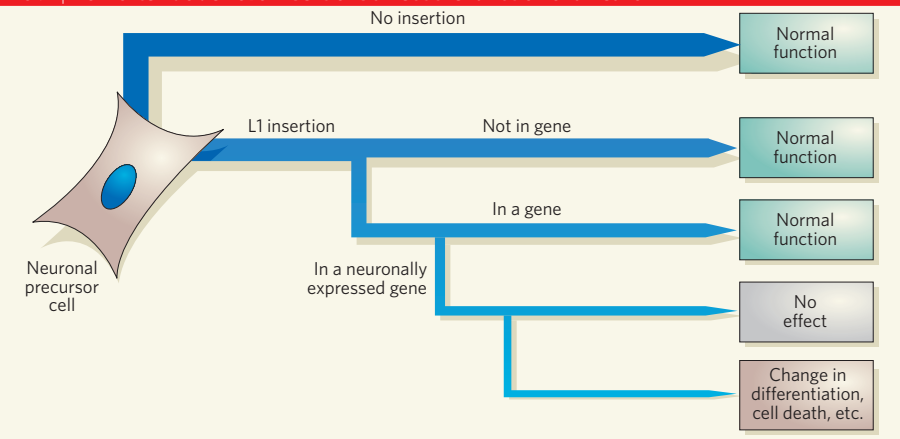 No insertion
Normal
function
L1 insertion
Not in gene
Normal
function
In a gene
Normal
function
Neuronal
precursor
cell
In a neuronally
expressed gene
No
effect
Change in
differentiation,
cell death, etc.